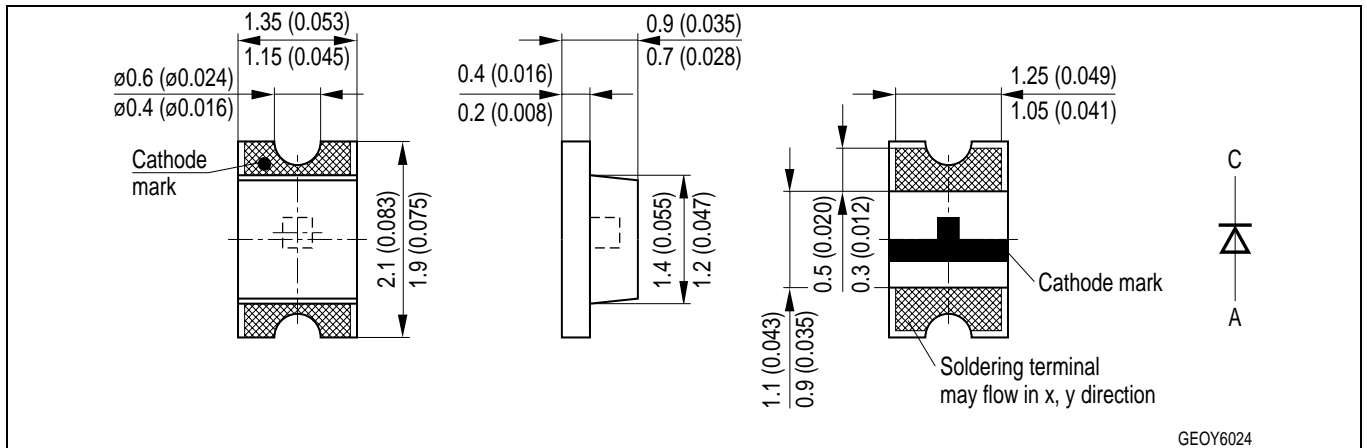 1.35 (0.053)
1.15 (0.045)
ø0.6 (ø0.024)
ø0.4 (ø0.016)
Cathode
mark
2.1 (0.083)
1.9 (0.075)
0.9 (0.035)
0.7 (0.028)
0.4 (0.016)
0.2 (0.008)
1.4 (0.055)
1.2 (0.047)
1.25 (0.049)
1.05 (0.041)
0.5 (0.020)
0.3 (0.012)
1.1 (0.043)
0.9 (0.035)
Cathode mark
Soldering terminal
may flow in x, y direction
C
A
GEOY6024